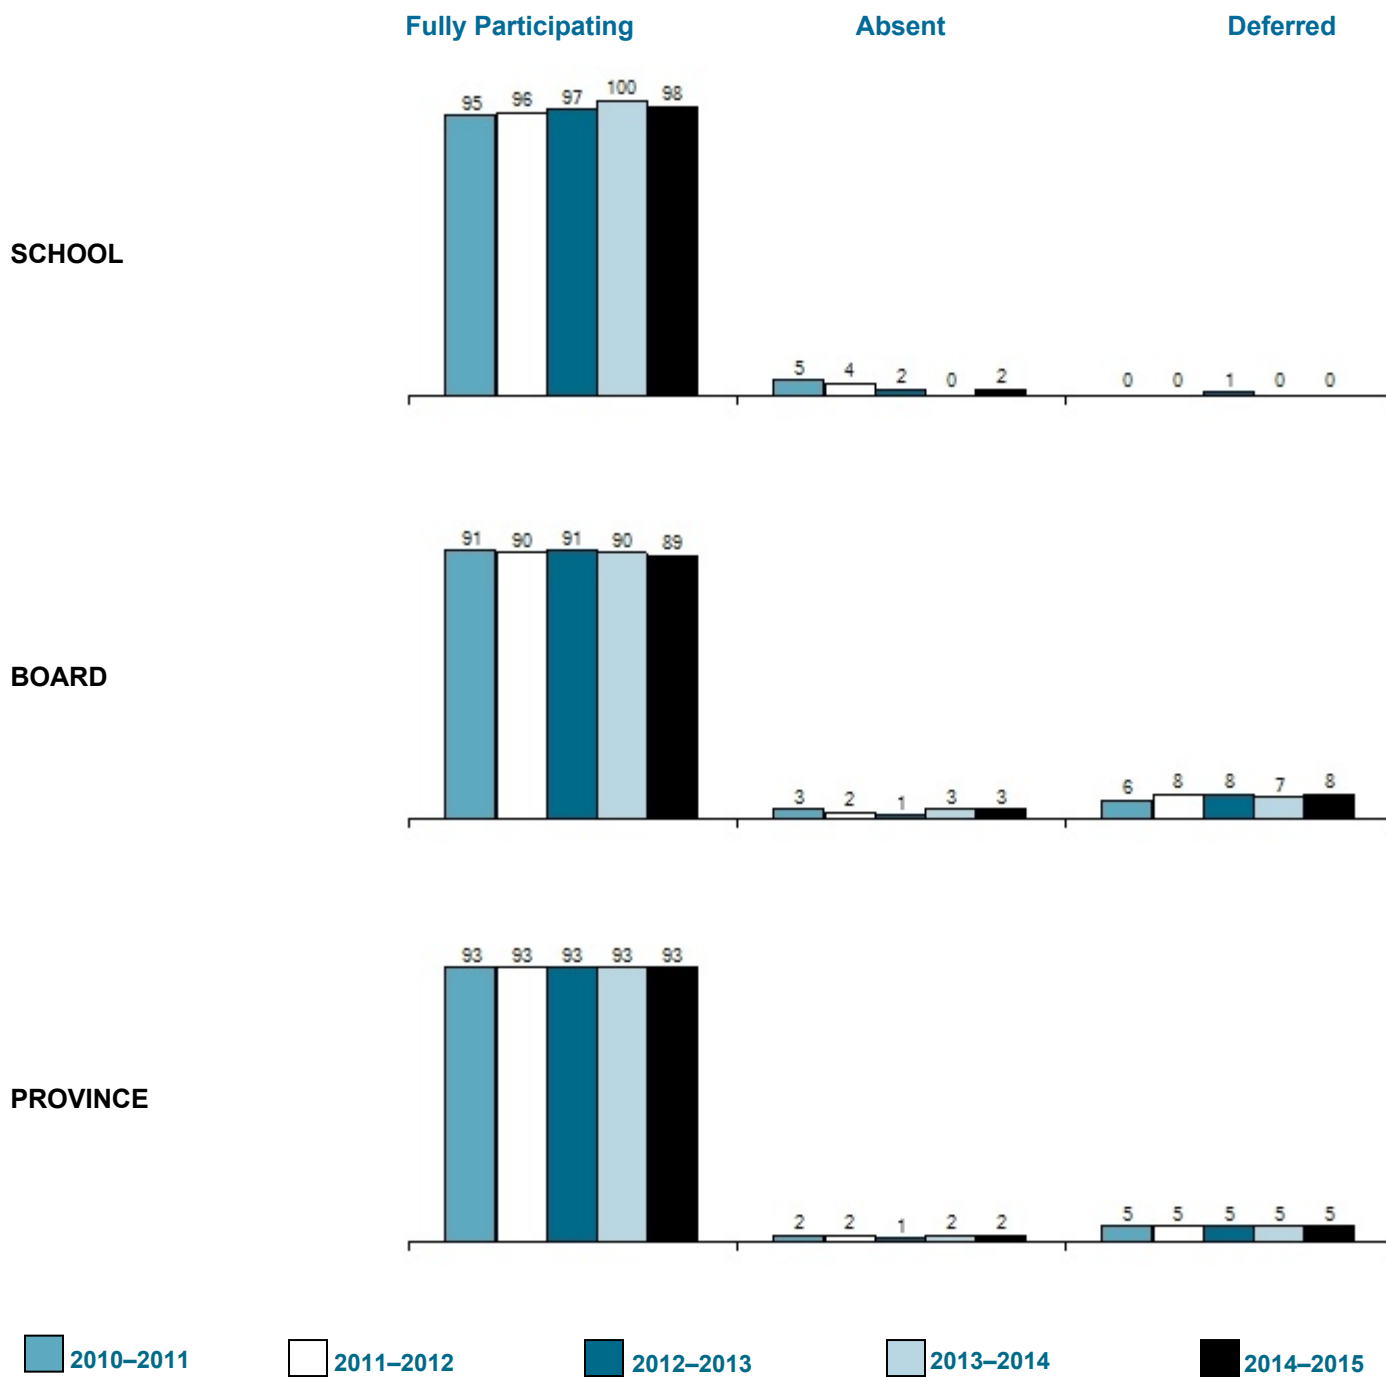 Fully Participating Absent Deferred
95 96 97 100 98
SCHOOL
5 4 2 0 2 0 0 1 0 0
91 90 91 90 89
BOARD
3 2 1 3 3 6 8 8 7 8
93 93 93 93 93
PROVINCE
2 2 1 2 2 5 5 5 5 5
2010–2011 2011–2012 2012–2013 2013–2014 2014–2015